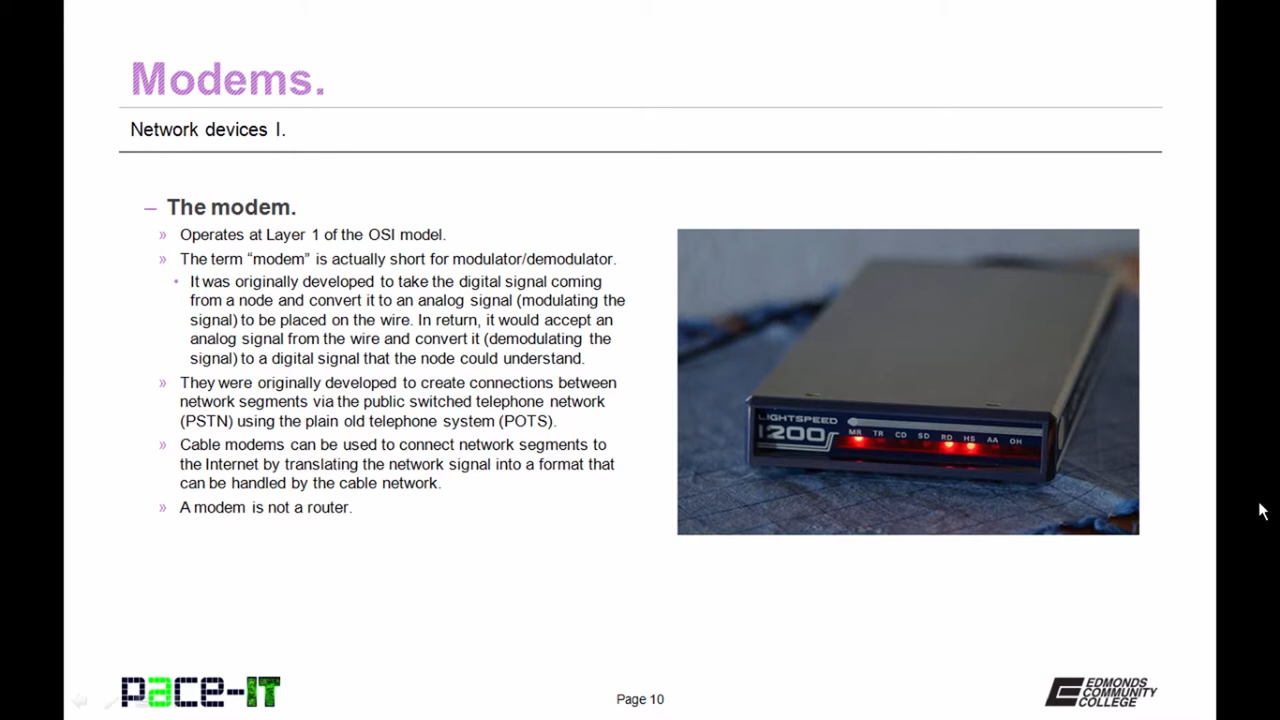 Modems.
Network devices I.
– The modem.
» Operates at Layer 1 of the OSI model.
» The term “modem” is actually short for modulator/demodulator.
• It was originally developed to take the digital signal coming
from a node and convert it to an analog signal (modulating the
signal) to be placed on the wire. In return, it would accept an
analog signal from the wire and convert it (demodulating the
signal) to a digital signal that the node could understand.
» They were originally developed to create connections between
network segments via the public switched telephone network
(PSTN) using the plain old telephone system (POTS).
» Cable modems can be used to connect network segments to
the Internet by translating the network signal into a format that
can be handled by the cable network.
» A modem is not a router.
LIGHTSPEED
1200
MR TR CD SD RD HS AA OH
pace-IT
Page 10
EDMONDS
COMMUNITY
COLLEGE